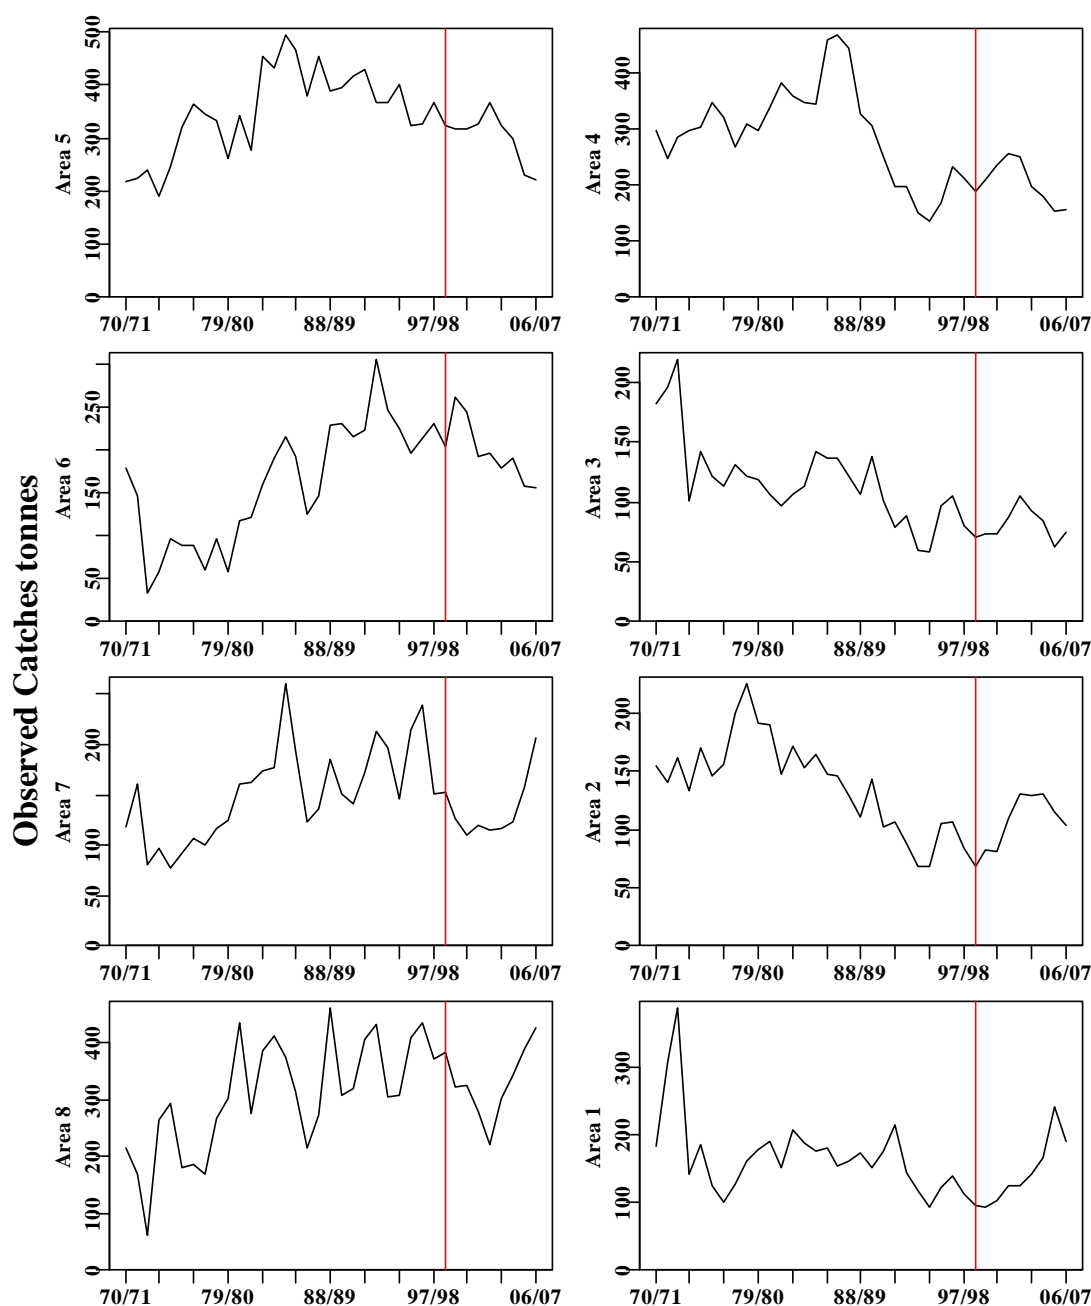 Observed Catches tonnes
Area 5
0 100 200 300 400 500
70/71 79/80 88/89 97/98 06/07
Area 4
0 100 200 300 400
70/71 79/80 88/89 97/98 06/07
Area 6
0 50 150 250
70/71 79/80 88/89 97/98 06/07
Area 3
0 50 100 150 200
70/71 79/80 88/89 97/98 06/07
Area 7
0 50 100 200
70/71 79/80 88/89 97/98 06/07
Area 2
0 50 100 150 200
70/71 79/80 88/89 97/98 06/07
Area 8
0 100 200 300 400
70/71 79/80 88/89 97/98 06/07
Area 1
0 100 200 300
70/71 79/80 88/89 97/98 06/07